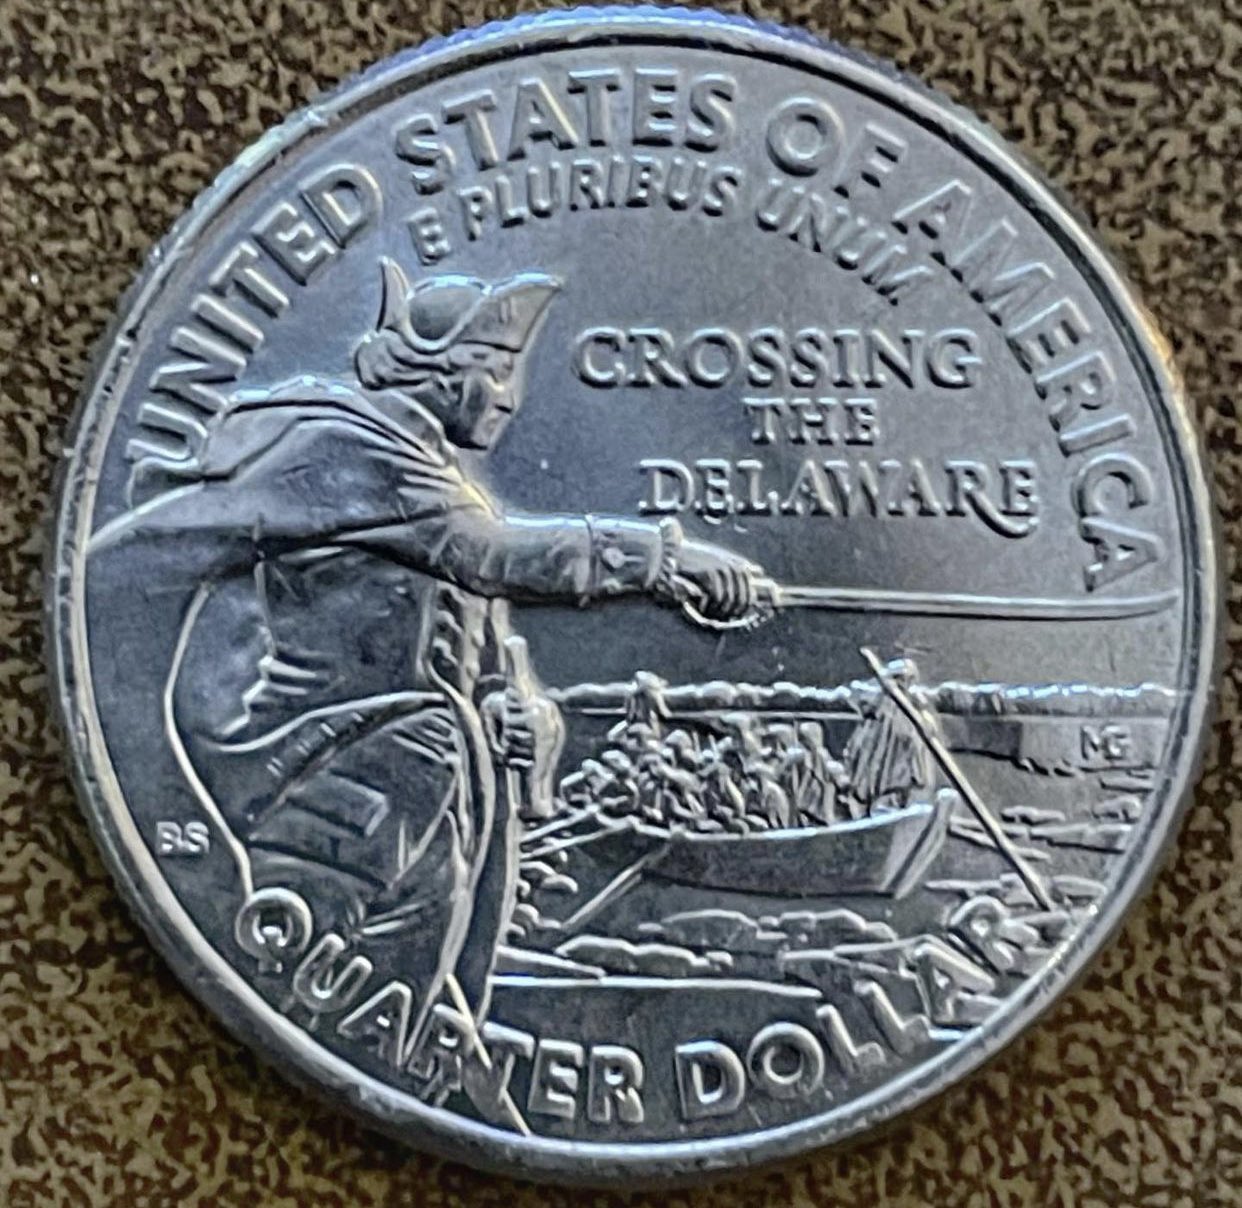 UNITED STATES OF AMERICA
E PLURIBUS UNUM
CROSSING
THE
DELAWARE
MG
BS
QUARTER DOLLAR